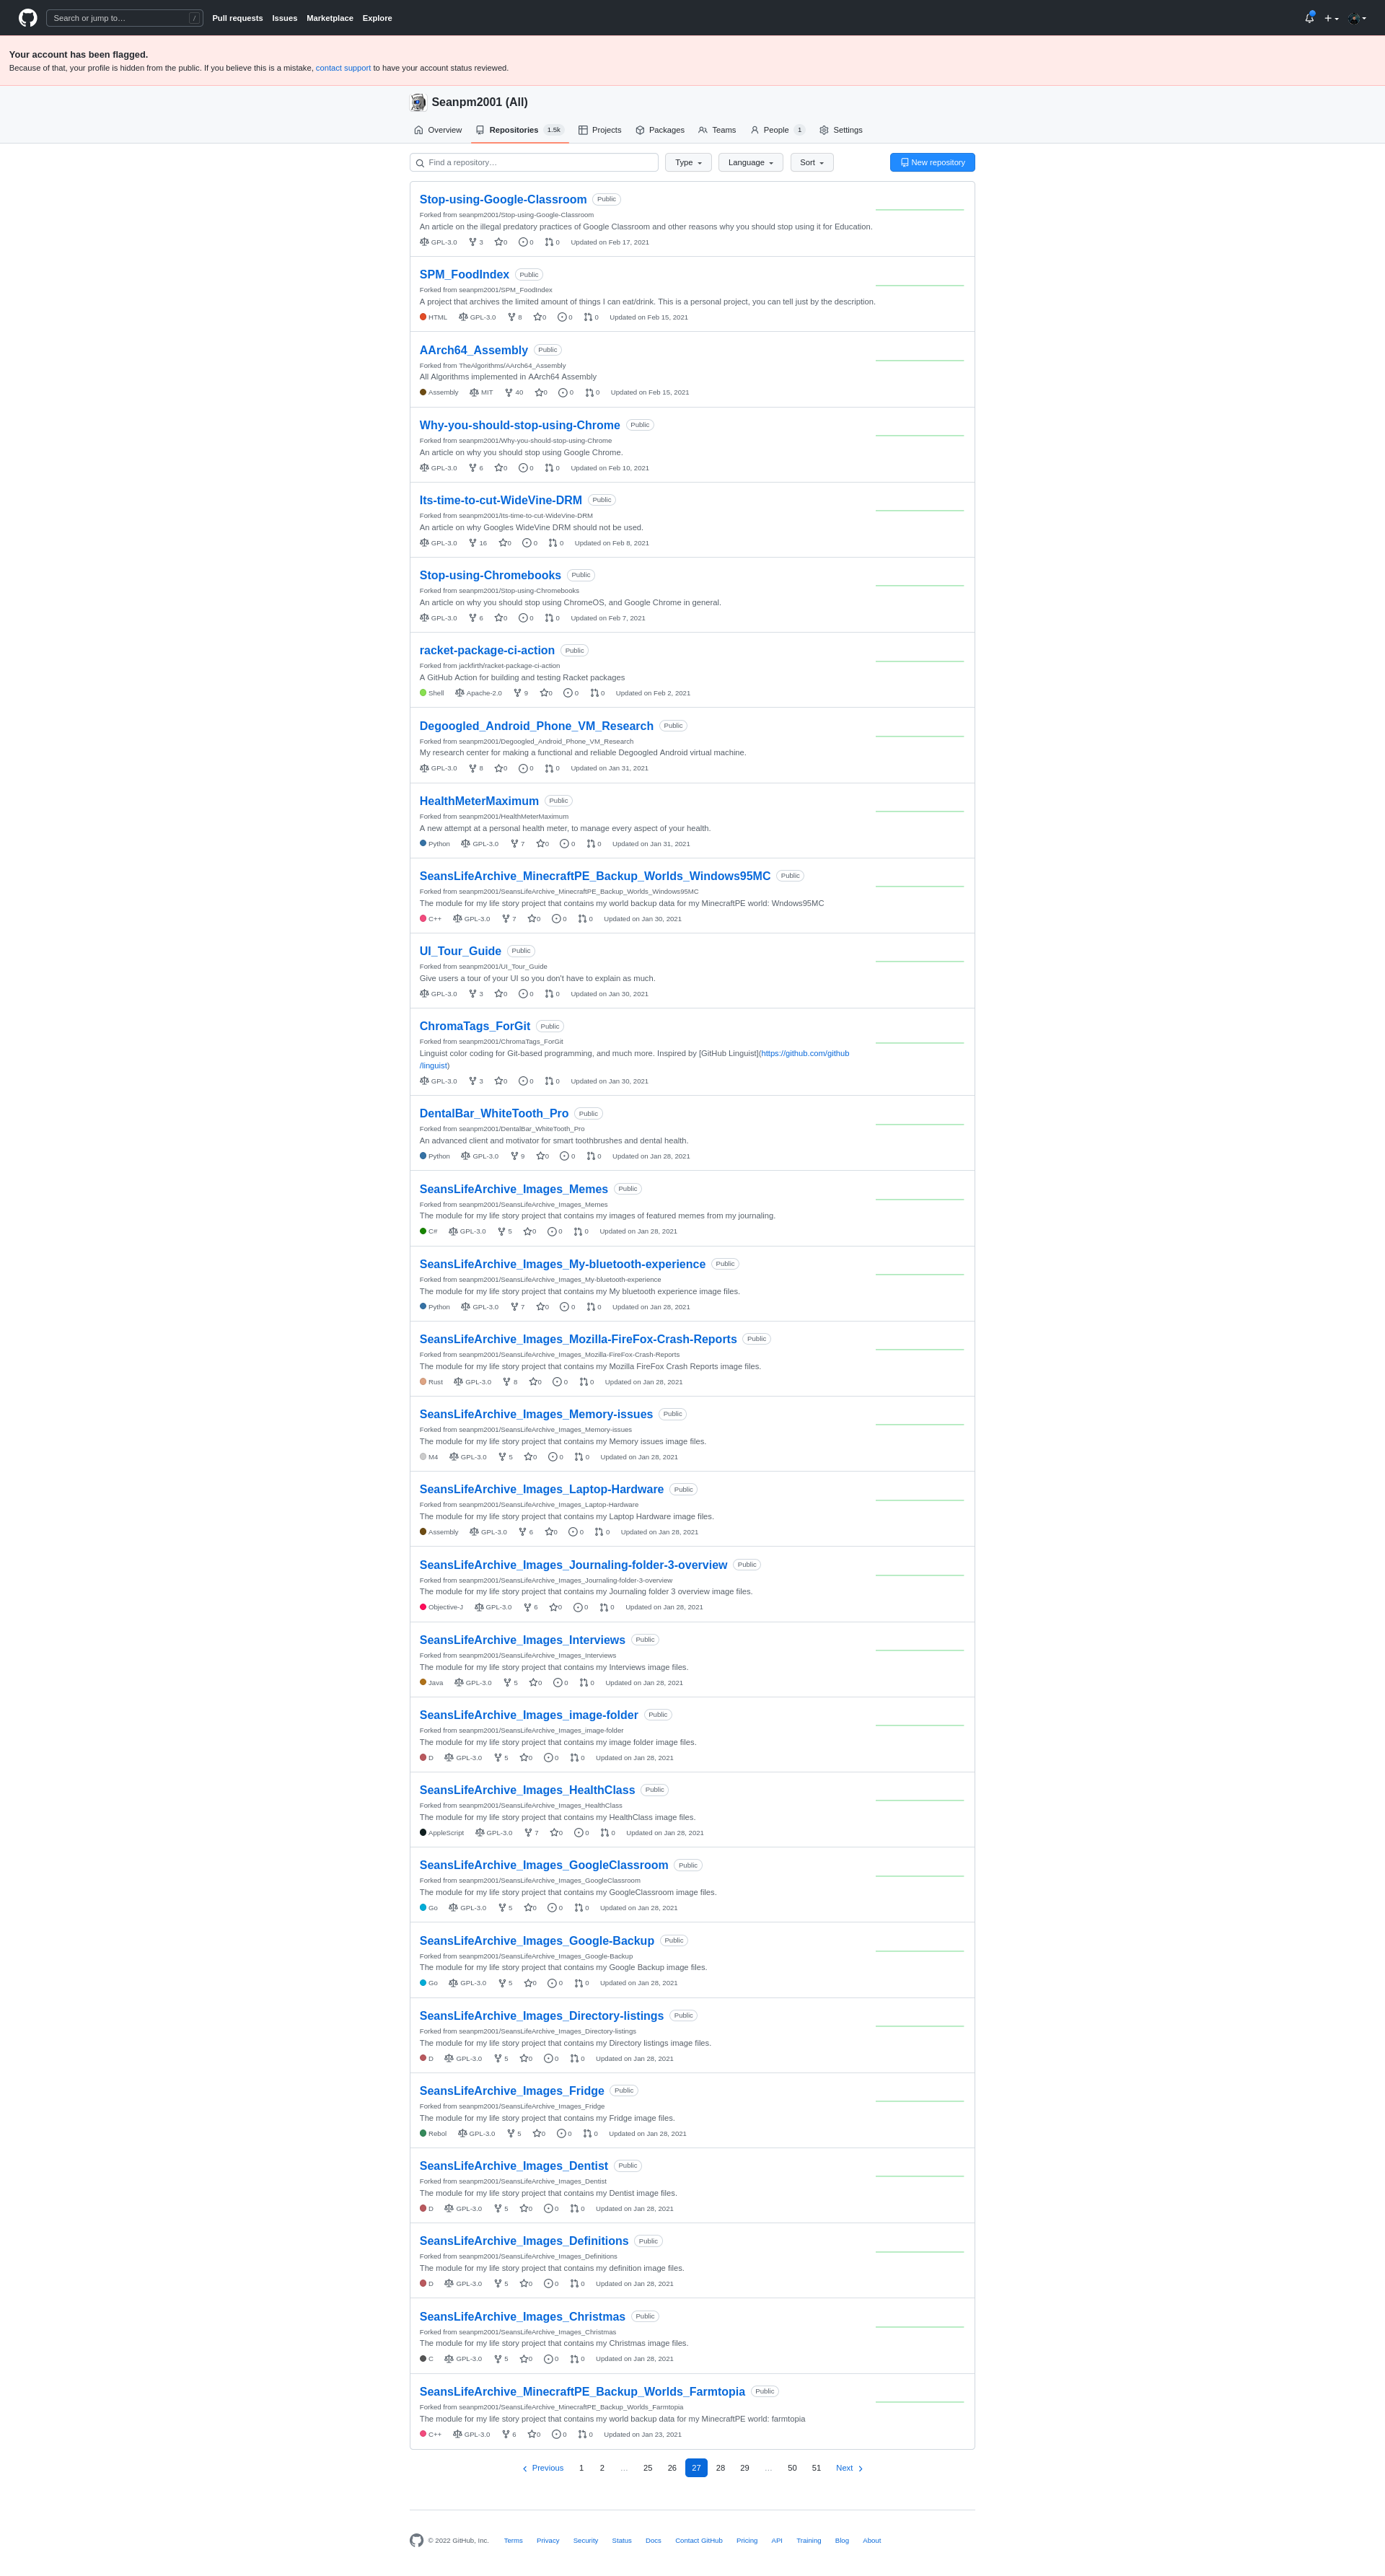 Search or jump to… /
Pull requests Issues Marketplace Explore
Your account has been flagged.
Because of that, your profile is hidden from the public. If you believe this is a mistake, contact support to have your account status reviewed.
Seanpm2001 (All)
Overview Repositories 1.5k Projects Packages Teams People 1 Settings
Find a repository… Type Language Sort New repository
Stop-using-Google-Classroom Public
Forked from seanpm2001/Stop-using-Google-Classroom
An article on the illegal predatory practices of Google Classroom and other reasons why you should stop using it for Education.
GPL-3.0 3 0 0 0 Updated on Feb 17, 2021
SPM_FoodIndex Public
Forked from seanpm2001/SPM_FoodIndex
A project that archives the limited amount of things I can eat/drink. This is a personal project, you can tell just by the description.
HTML GPL-3.0 8 0 0 0 Updated on Feb 15, 2021
AArch64_Assembly Public
Forked from TheAlgorithms/AArch64_Assembly
All Algorithms implemented in AArch64 Assembly
Assembly MIT 40 0 0 0 Updated on Feb 15, 2021
Why-you-should-stop-using-Chrome Public
Forked from seanpm2001/Why-you-should-stop-using-Chrome
An article on why you should stop using Google Chrome.
GPL-3.0 6 0 0 0 Updated on Feb 10, 2021
Its-time-to-cut-WideVine-DRM Public
Forked from seanpm2001/Its-time-to-cut-WideVine-DRM
An article on why Googles WideVine DRM should not be used.
GPL-3.0 16 0 0 0 Updated on Feb 8, 2021
Stop-using-Chromebooks Public
Forked from seanpm2001/Stop-using-Chromebooks
An article on why you should stop using ChromeOS, and Google Chrome in general.
GPL-3.0 6 0 0 0 Updated on Feb 7, 2021
racket-package-ci-action Public
Forked from jackfirth/racket-package-ci-action
A GitHub Action for building and testing Racket packages
Shell Apache-2.0 9 0 0 0 Updated on Feb 2, 2021
Degoogled_Android_Phone_VM_Research Public
Forked from seanpm2001/Degoogled_Android_Phone_VM_Research
My research center for making a functional and reliable Degoogled Android virtual machine.
GPL-3.0 8 0 0 0 Updated on Jan 31, 2021
HealthMeterMaximum Public
Forked from seanpm2001/HealthMeterMaximum
A new attempt at a personal health meter, to manage every aspect of your health.
Python GPL-3.0 7 0 0 0 Updated on Jan 31, 2021
SeansLifeArchive_MinecraftPE_Backup_Worlds_Windows95MC Public
Forked from seanpm2001/SeansLifeArchive_MinecraftPE_Backup_Worlds_Windows95MC
The module for my life story project that contains my world backup data for my MinecraftPE world: Wndows95MC
C++ GPL-3.0 7 0 0 0 Updated on Jan 30, 2021
UI_Tour_Guide Public
Forked from seanpm2001/UI_Tour_Guide
Give users a tour of your UI so you don't have to explain as much.
GPL-3.0 3 0 0 0 Updated on Jan 30, 2021
ChromaTags_ForGit Public
Forked from seanpm2001/ChromaTags_ForGit
Linguist color coding for Git-based programming, and much more. Inspired by [GitHub Linguist](https://github.com/github
/linguist)
GPL-3.0 3 0 0 0 Updated on Jan 30, 2021
DentalBar_WhiteTooth_Pro Public
Forked from seanpm2001/DentalBar_WhiteTooth_Pro
An advanced client and motivator for smart toothbrushes and dental health.
Python GPL-3.0 9 0 0 0 Updated on Jan 28, 2021
SeansLifeArchive_Images_Memes Public
Forked from seanpm2001/SeansLifeArchive_Images_Memes
The module for my life story project that contains my images of featured memes from my journaling.
C# GPL-3.0 5 0 0 0 Updated on Jan 28, 2021
SeansLifeArchive_Images_My-bluetooth-experience Public
Forked from seanpm2001/SeansLifeArchive_Images_My-bluetooth-experience
The module for my life story project that contains my My bluetooth experience image files.
Python GPL-3.0 7 0 0 0 Updated on Jan 28, 2021
SeansLifeArchive_Images_Mozilla-FireFox-Crash-Reports Public
Forked from seanpm2001/SeansLifeArchive_Images_Mozilla-FireFox-Crash-Reports
The module for my life story project that contains my Mozilla FireFox Crash Reports image files.
Rust GPL-3.0 8 0 0 0 Updated on Jan 28, 2021
SeansLifeArchive_Images_Memory-issues Public
Forked from seanpm2001/SeansLifeArchive_Images_Memory-issues
The module for my life story project that contains my Memory issues image files.
M4 GPL-3.0 5 0 0 0 Updated on Jan 28, 2021
SeansLifeArchive_Images_Laptop-Hardware Public
Forked from seanpm2001/SeansLifeArchive_Images_Laptop-Hardware
The module for my life story project that contains my Laptop Hardware image files.
Assembly GPL-3.0 6 0 0 0 Updated on Jan 28, 2021
SeansLifeArchive_Images_Journaling-folder-3-overview Public
Forked from seanpm2001/SeansLifeArchive_Images_Journaling-folder-3-overview
The module for my life story project that contains my Journaling folder 3 overview image files.
Objective-J GPL-3.0 6 0 0 0 Updated on Jan 28, 2021
SeansLifeArchive_Images_Interviews Public
Forked from seanpm2001/SeansLifeArchive_Images_Interviews
The module for my life story project that contains my Interviews image files.
Java GPL-3.0 5 0 0 0 Updated on Jan 28, 2021
SeansLifeArchive_Images_image-folder Public
Forked from seanpm2001/SeansLifeArchive_Images_image-folder
The module for my life story project that contains my image folder image files.
D GPL-3.0 5 0 0 0 Updated on Jan 28, 2021
SeansLifeArchive_Images_HealthClass Public
Forked from seanpm2001/SeansLifeArchive_Images_HealthClass
The module for my life story project that contains my HealthClass image files.
AppleScript GPL-3.0 7 0 0 0 Updated on Jan 28, 2021
SeansLifeArchive_Images_GoogleClassroom Public
Forked from seanpm2001/SeansLifeArchive_Images_GoogleClassroom
The module for my life story project that contains my GoogleClassroom image files.
Go GPL-3.0 5 0 0 0 Updated on Jan 28, 2021
SeansLifeArchive_Images_Google-Backup Public
Forked from seanpm2001/SeansLifeArchive_Images_Google-Backup
The module for my life story project that contains my Google Backup image files.
Go GPL-3.0 5 0 0 0 Updated on Jan 28, 2021
SeansLifeArchive_Images_Directory-listings Public
Forked from seanpm2001/SeansLifeArchive_Images_Directory-listings
The module for my life story project that contains my Directory listings image files.
D GPL-3.0 5 0 0 0 Updated on Jan 28, 2021
SeansLifeArchive_Images_Fridge Public
Forked from seanpm2001/SeansLifeArchive_Images_Fridge
The module for my life story project that contains my Fridge image files.
Rebol GPL-3.0 5 0 0 0 Updated on Jan 28, 2021
SeansLifeArchive_Images_Dentist Public
Forked from seanpm2001/SeansLifeArchive_Images_Dentist
The module for my life story project that contains my Dentist image files.
D GPL-3.0 5 0 0 0 Updated on Jan 28, 2021
SeansLifeArchive_Images_Definitions Public
Forked from seanpm2001/SeansLifeArchive_Images_Definitions
The module for my life story project that contains my definition image files.
D GPL-3.0 5 0 0 0 Updated on Jan 28, 2021
SeansLifeArchive_Images_Christmas Public
Forked from seanpm2001/SeansLifeArchive_Images_Christmas
The module for my life story project that contains my Christmas image files.
C GPL-3.0 5 0 0 0 Updated on Jan 28, 2021
SeansLifeArchive_MinecraftPE_Backup_Worlds_Farmtopia Public
Forked from seanpm2001/SeansLifeArchive_MinecraftPE_Backup_Worlds_Farmtopia
The module for my life story project that contains my world backup data for my MinecraftPE world: farmtopia
C++ GPL-3.0 6 0 0 0 Updated on Jan 23, 2021
Previous 1 2 … 25 26 27 28 29 … 50 51 Next
© 2022 GitHub, Inc. Terms Privacy Security Status Docs Contact GitHub Pricing API Training Blog About